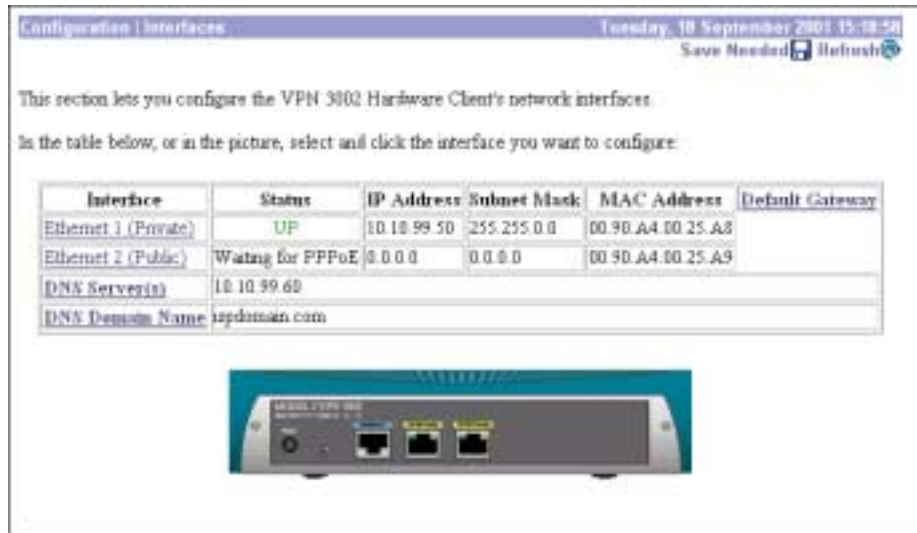 Configuration | Interfaces Tuesday, 18 September 2001 15:18:50
Save Needed Refresh
This section lets you configure the VPN 3002 Hardware Client's network interfaces.
In the table below, or in the picture, select and click the interface you want to configure:
Interface Status IP Address Subnet Mask MAC Address Default Gateway
Ethernet 1 (Private) UP 10.10.99.50 255.255.0.0 00.90.A4.00.25.A8
Ethernet 2 (Public) Waiting for PPPoE 0.0.0.0 0.0.0.0 00.90.A4.00.25.A9
DNS Server(s) 10.10.99.60
DNS Domain Name ispdomain.com